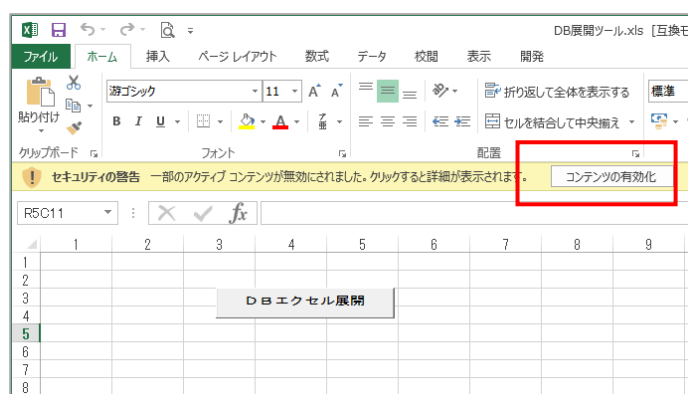 DB展開ツール.xls [互換モ
ファイル ホーム 挿入 ページ レイアウト 数式 データ 校閲 表示 開発
貼り付け 游ゴシック 11 A A 折り返して全体を表示する 標準
B I U A ア亜 セルを結合して中央揃え
クリップボード フォント 配置
セキュリティの警告 一部のアクティブ コンテンツが無効にされました。クリックすると詳細が表示されます。 コンテンツの有効化
R5C11 fx
1 2 3 4 5 6 7 8 9
1
2
3 DBエクセル展開
4
5
6
7
8